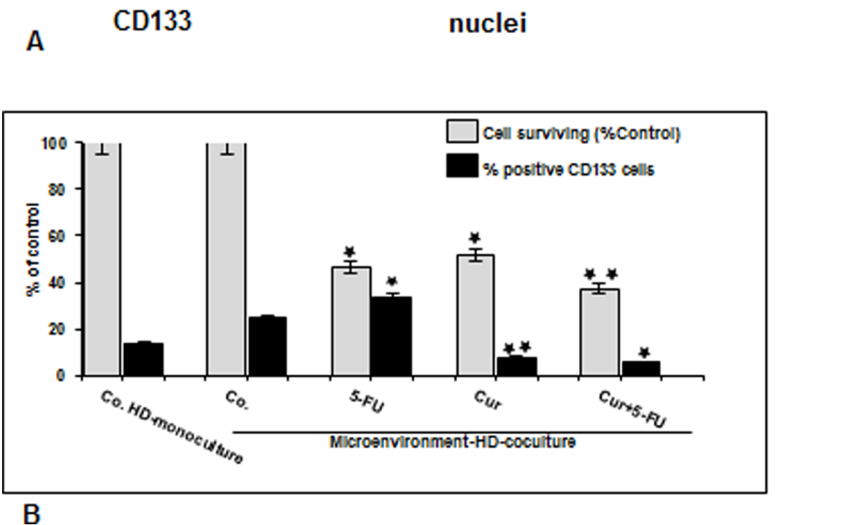 CD133 nuclei
A
Cell surviving (%Control)
% positive CD133 cells
% of control
100
80
60
40
20
0
Co. HD-monoculture
Co.
5-FU
Cur
Cur+5-FU
Microenvironment-HD-coculture
B